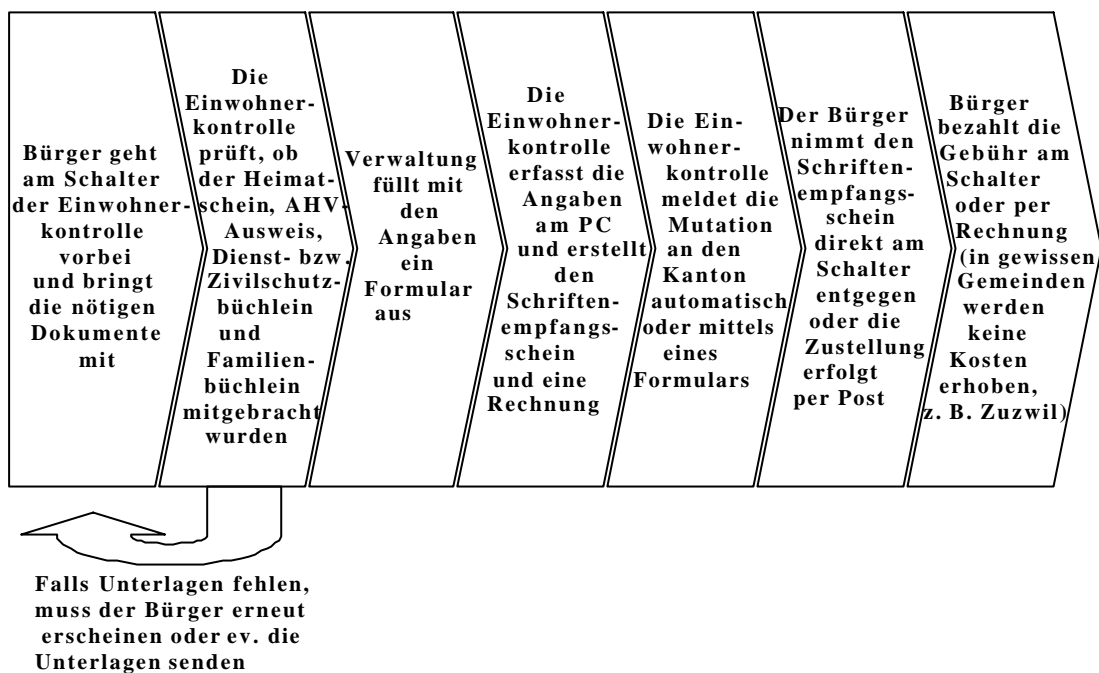 Bürger geht
am Schalter
der Einwohner-
kontrolle
vorbei
und bringt
die nötigen
Dokumente
mit
Die
Einwohner-
kontrolle
prüft, ob
der Heimat-
schein, AHV-
Ausweis,
Dienst- bzw.
Zivilschutz-
büchlein
und
Familien-
büchlein
mitgebracht
wurden
Verwaltung
füllt mit
den
Angaben
ein
Formular
aus
Die
Einwohner-
kontrolle
erfasst die
Angaben
am PC
und erstellt
den
Schriften-
empfangs-
schein
und eine
Rechnung
Die Ein-
wohner-
kontrolle
meldet die
Mutation
an den
Kanton
automatisch
oder mittels
eines
Formulars
Der Bürger
nimmt den
Schriften-
empfangs-
schein
direkt am
Schalter
entgegen
oder die
Zustellung
erfolgt
per Post
Bürger
bezahlt die
Gebühr am
Schalter
oder per
Rechnung
(in gewissen
Gemeinden
werden
keine
Kosten
erhoben,
z. B. Zuzwil)
Falls Unterlagen fehlen,
muss der Bürger erneut
erscheinen oder ev. die
Unterlagen senden